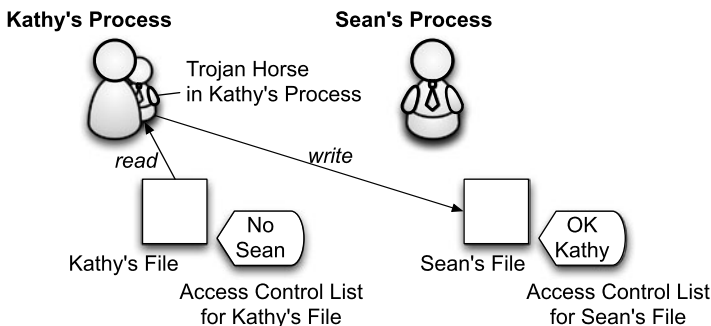 Kathy's Process
Sean's Process
Trojan Horse
in Kathy's Process
read
write
No
Sean
OK
Kathy
Kathy's File
Sean's File
Access Control List
for Kathy's File
Access Control List
for Sean's File